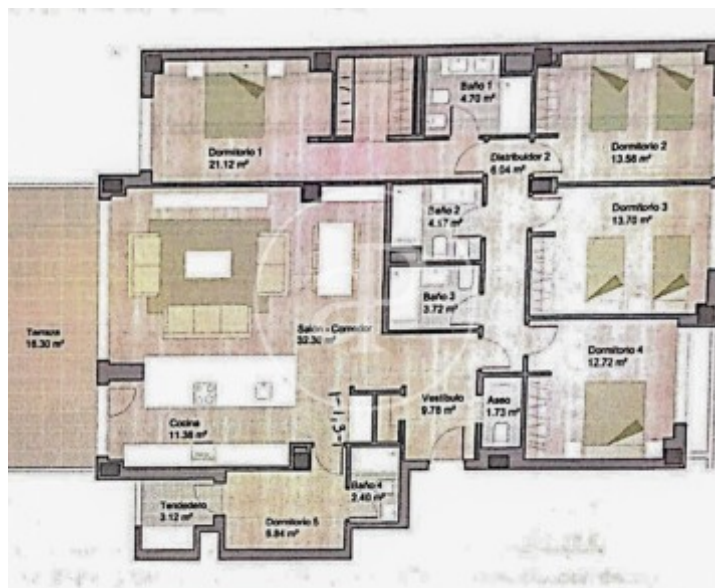 Baño 1
4.70 m²
Dormitorio 1
21.12 m²
Distribuidor 2
6.04 m²
Dormitorio 2
13.58 m²
Baño 2
4.17 m²
Dormitorio 3
13.70 m²
Baño 3
3.72 m²
Terraza
16.30 m²
Salón - Comedor
32.30 m²
Dormitorio 4
12.72 m²
Vestíbulo
9.78 m²
Aseo
1.73 m²
Cocina
11.36 m²
Baño 4
2.40 m²
Tendedero
3.12 m²
Dormitorio 5
6.84 m²